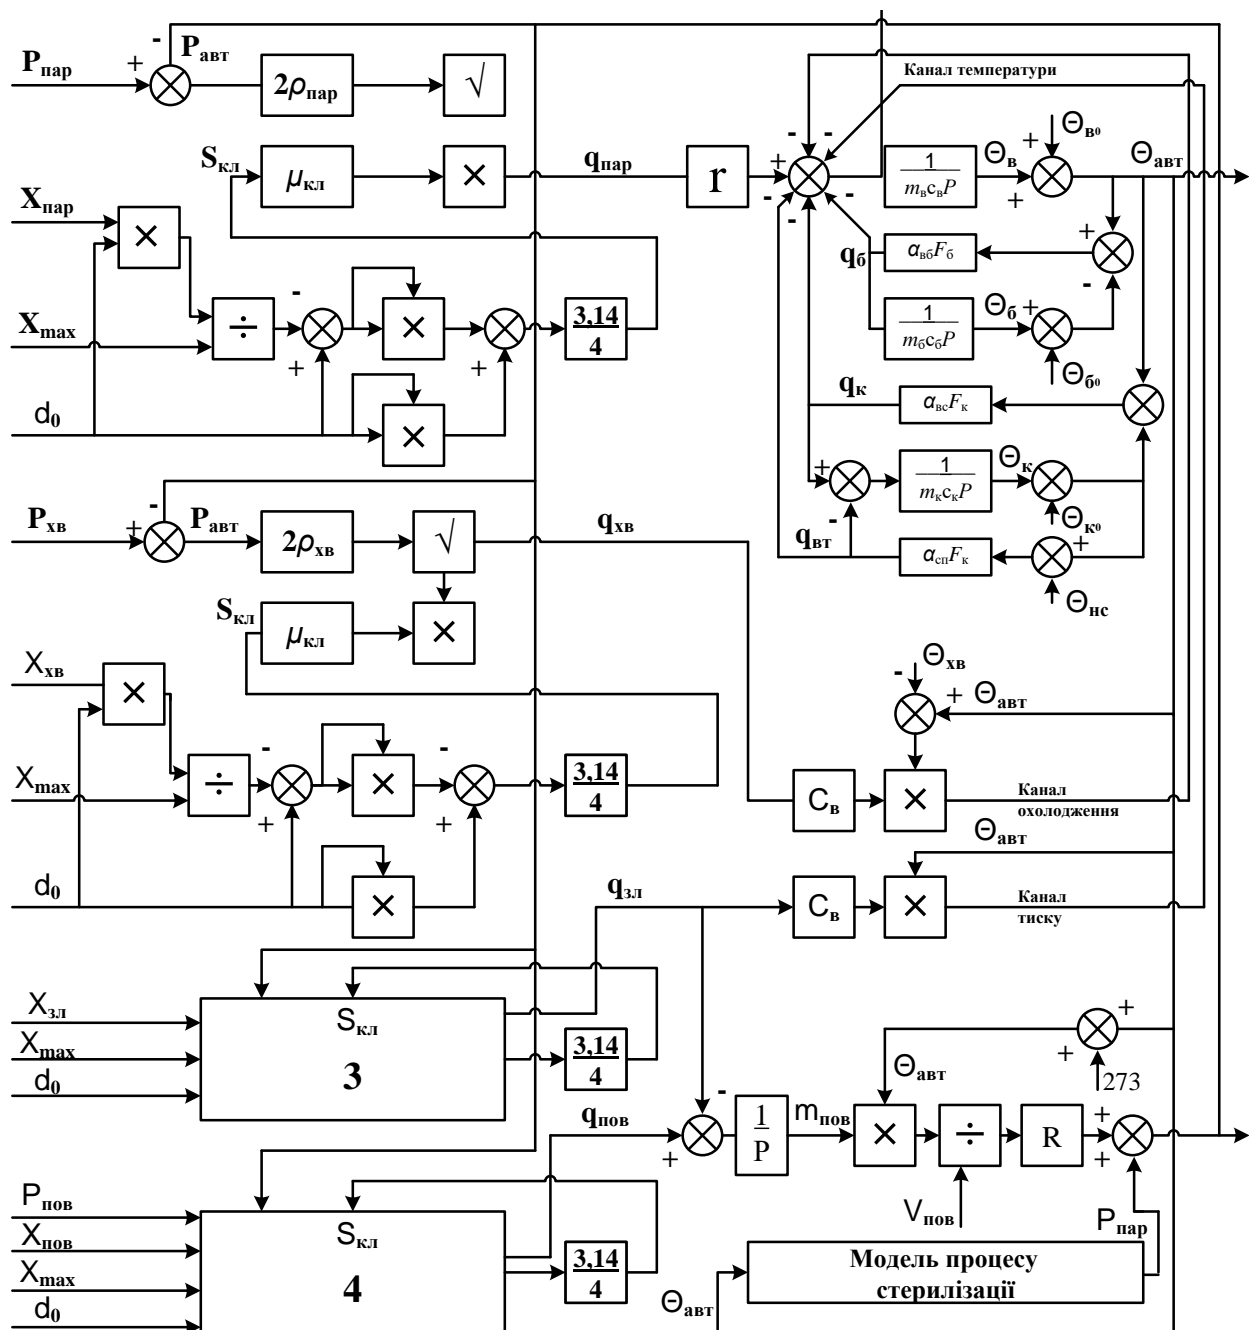 -
P авт
P пар
+
2ρ пар
√
Канал температури
Θ в⁰
Θ в
+
Θ авт
S кл
μ кл
×
q пар
r
+
-
-
1
m в c в P
+
X пар
×
-
-
-
α вб F б
+
q б
-
X max
÷
-
×
3,14
4
1
m б c б P
Θ б
+
+
+
Θ б⁰
d 0
×
q к
α вс F к
-
+
Θ к
P хв
+
P авт
2ρ хв
√
q хв
1
m к c к P
-
Θ к⁰
q вт
α сп F к
+
S кл
μ кл
×
Θ нс
X хв
×
Θ хв
-
+
Θ авт
-
-
X max
÷
×
3,14
4
C в
×
Канал
охолодження
+
+
Θ авт
d 0
×
q зл
C в
×
Канал
тиску
X зл
S кл
X max
3
3,14
4
+
+
d 0
Θ авт
273
q пов
-
1
P
m пов
×
÷
R
+
+
+
P пов
V пов
P пар
X пов
S кл
X max
4
3,14
4
Модель процесу
стерилізації
d 0
Θ авт